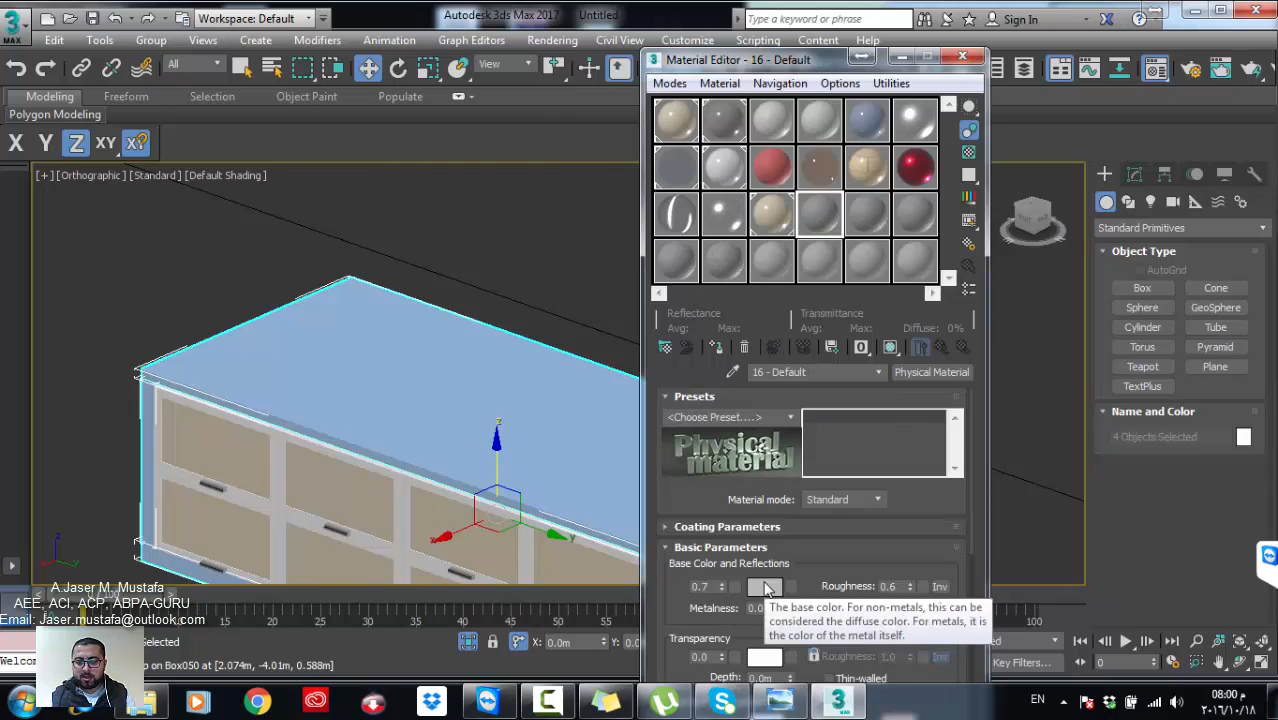 3
MAX
Workspace: Default
Autodesk 3ds Max 2017
Untitled
Type a keyword or phrase
Sign In
Edit
Tools
Group
Views
Create
Modifiers
Animation
Graph Editors
Rendering
Civil View
Customize
Scripting
Content
Help
All
View
Modeling
Freeform
Selection
Object Paint
Populate
Polygon Modeling
X
Y
Z
XY
[+] [Orthographic] [Standard] [Default Shading]
Material Editor - 16 - Default
Modes
Material
Navigation
Options
Utilities
Reflectance
Avg: Max:
Transmittance
Avg: Max:
Diffuse: 0%
16 - Default
Physical Material
Presets
<Choose Preset....>
Physical
material
Material mode:
Standard
Coating Parameters
Basic Parameters
Base Color and Reflections
0.7
Roughness: 0.6
Inv
Metalness:
The base color. For non-metals, this can be
considered the diffuse color. For metals, it is
the color of the metal itself.
Transparency
0.0
Roughness: 1.0
Inv
Depth: 0.0m
Thin-walled
Standard Primitives
Object Type
AutoGrid
Box
Cone
Sphere
GeoSphere
Cylinder
Tube
Torus
Pyramid
Teapot
Plane
TextPlus
Name and Color
4 Objects Selected
z
x
y
z
x
y
A.Jaser M. Mustafa
AEE, ACI, ACP, ABPA-GURU
Email: Jaser.mustafa@outlook.com
15
20
25
30
35
40
45
50
55
100
Selected
X: 0.0m
Y:
Welcome
p on Box050 [2.074m, -4.01m, 0.588m]
Key Filters...
0
EN
08:00 م
٢٠١٦/١٠/١٨